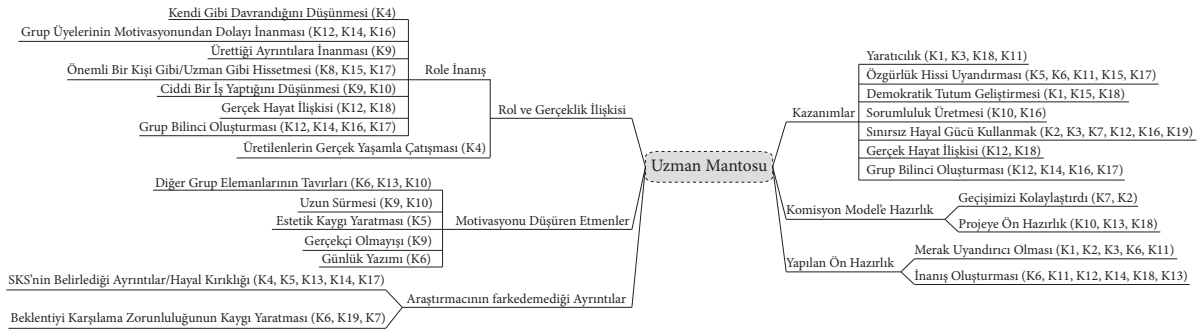 Kendi Gibi Davrandığını Düşünmesi (K4)
Grup Üyelerinin Motivasyonundan Dolayı İnanması (K12, K14, K16)
Ürettiği Ayrıntılara İnanması (K9)
Önemli Bir Kişi Gibi/Uzman Gibi Hissetmesi (K8, K15, K17)
Ciddi Bir İş Yaptığını Düşünmesi (K9, K10)
Gerçek Hayat İlişkisi (K12, K18)
Grup Bilinci Oluşturması (K12, K14, K16, K17)
Role İnanış
Üretilenlerin Gerçek Yaşamla Çatışması (K4)
Rol ve Gerçeklik İlişkisi
Diğer Grup Elemanlarının Tavırları (K6, K13, K10)
Uzun Sürmesi (K9, K10)
Estetik Kaygı Yaratması (K5)
Gerçekçi Olmayışı (K9)
Günlük Yazımı (K6)
Motivasyonu Düşüren Etmenler
SKS'nin Belirlediği Ayrıntılar/Hayal Kırıklığı (K4, K5, K13, K14, K17)
Beklentiyi Karşılama Zorunluluğunun Kaygı Yaratması (K6, K19, K7)
Araştırmacının farkedemediği Ayrıntılar
Uzman Mantosu
Kazanımlar
Yaratıcılık (K1, K3, K18, K11)
Özgürlük Hissi Uyandırması (K5, K6, K11, K15, K17)
Demokratik Tutum Geliştirmesi (K1, K15, K18)
Sorumluluk Üretmesi (K10, K16)
Sınırsız Hayal Gücü Kullanmak (K2, K3, K7, K12, K16, K19)
Gerçek Hayat İlişkisi (K12, K18)
Grup Bilinci Oluşturması (K12, K14, K16, K17)
Komisyon Model'e Hazırlık
Geçişimizi Kolaylaştırdı (K7, K2)
Projeye Ön Hazırlık (K10, K13, K18)
Yapılan Ön Hazırlık
Merak Uyandırıcı Olması (K1, K2, K3, K6, K11)
İnanış Oluşturması (K6, K11, K12, K14, K18, K13)